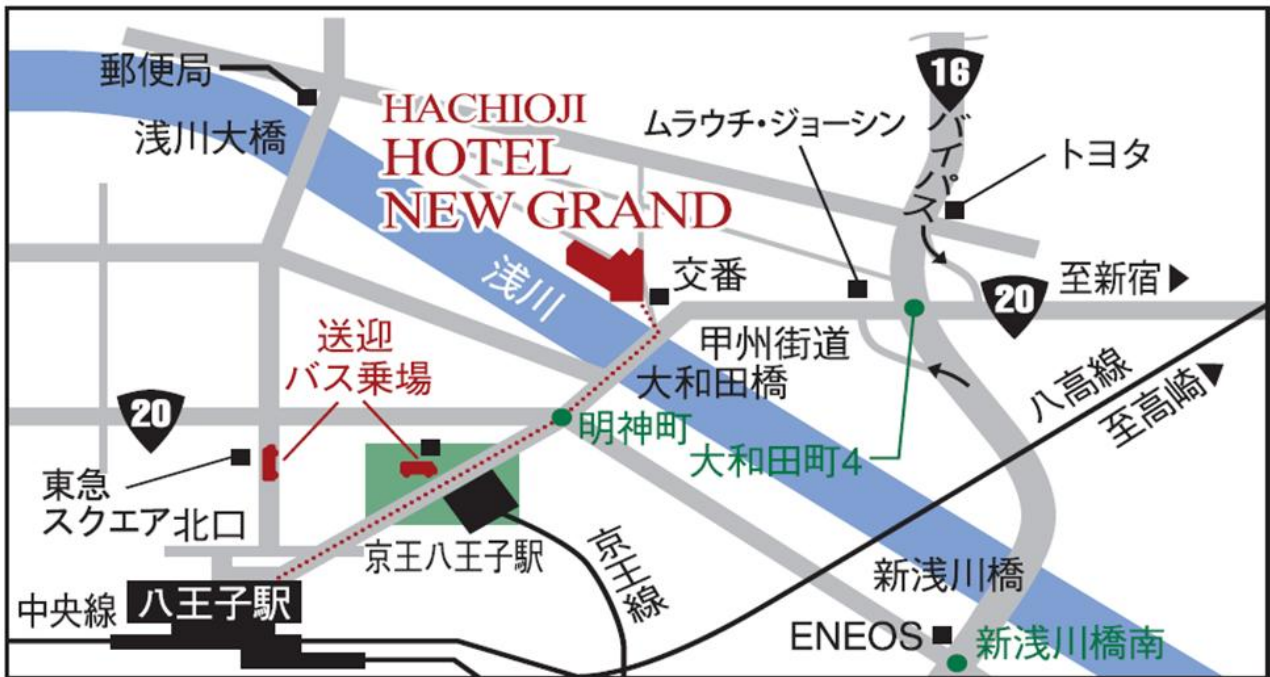 郵便局
浅川大橋
HACHIOJI
HOTEL
NEW GRAND
ムラウチ・ジョーシン
16
バイパス
トヨタ
浅川
交番
20
至新宿▶
送迎
バス乗場
甲州街道
大和田橋
八高線
至高崎▶
20
明神町
大和田町4
東急
スクエア
北口
京王八王子駅
京王線
新浅川橋
中央線
八王子駅
ENEOS
新浅川橋南